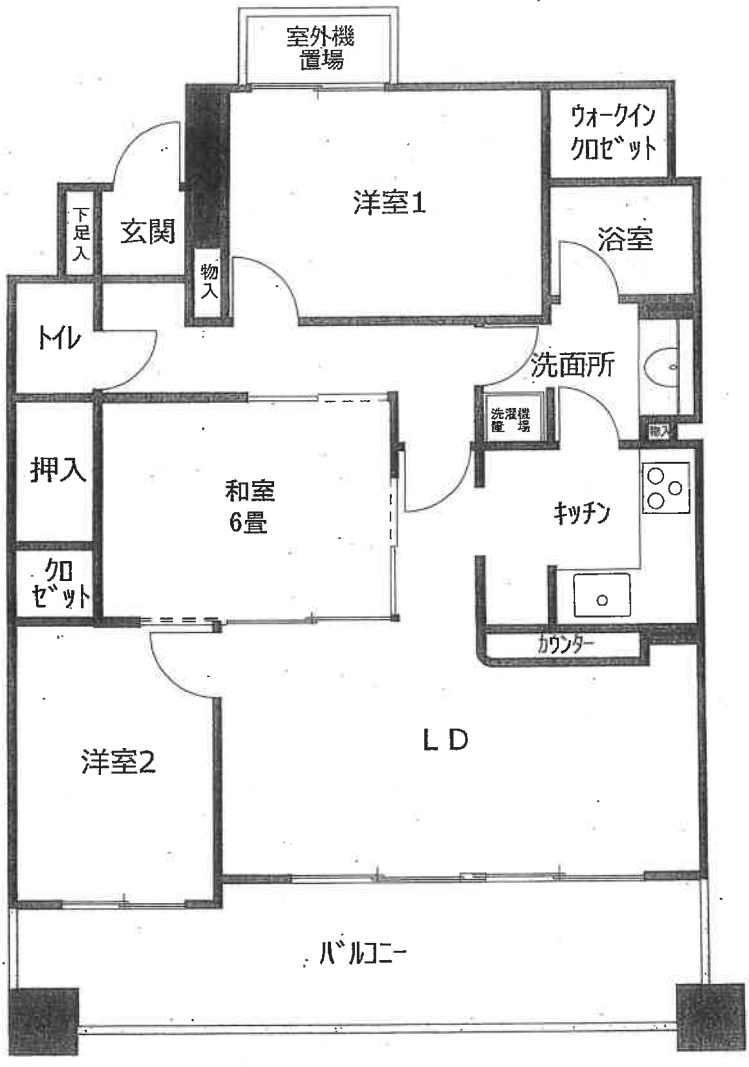 室外機
置場
ウォークイン
クロゼット
洋室1
下足入
玄関
浴室
物入
トイレ
洗面所
洗濯機
置場
物入
押入
和室
6畳
キッチン
クロ
ゼット
カウンター
LD
洋室2
バルコニー